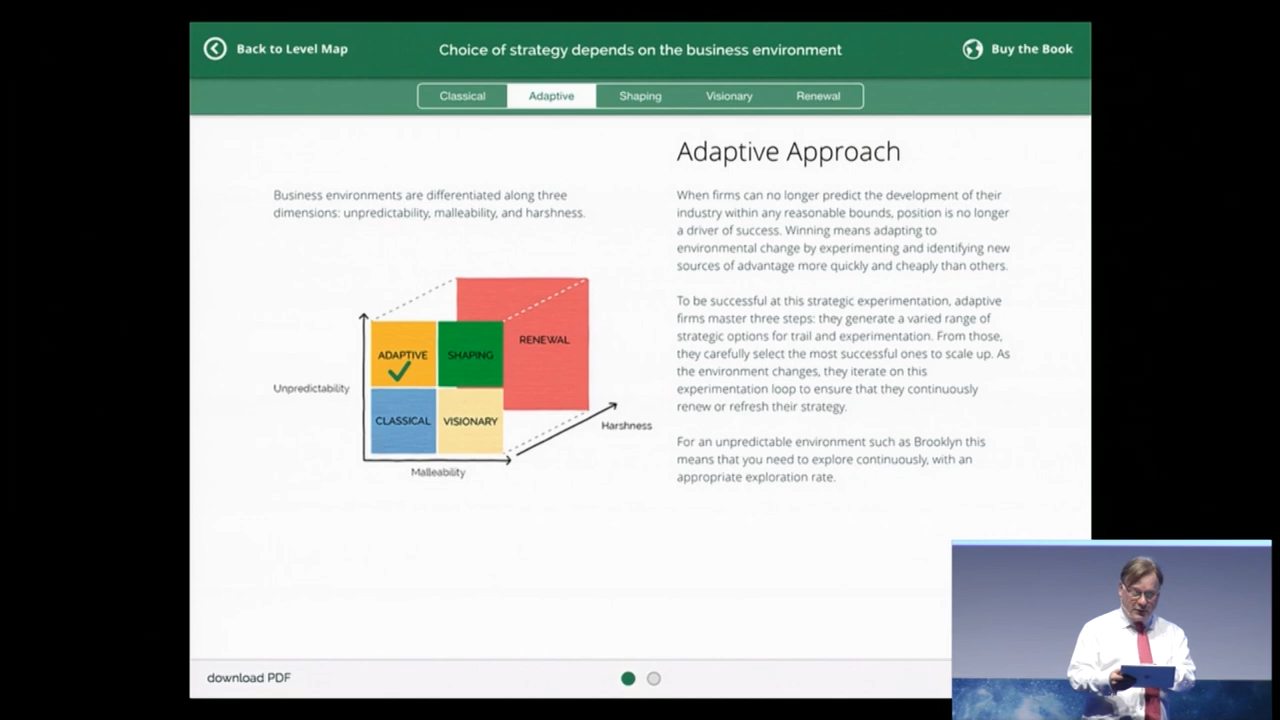 Back to Level Map
Choice of strategy depends on the business environment
Buy the Book
Classical
Adaptive
Shaping
Visionary
Renewal
Business environments are differentiated along three
dimensions: unpredictability, malleability, and harshness.
RENEWAL
ADAPTIVE
SHAPING
Unpredictability
CLASSICAL
VISIONARY
Harshness
Malleability
Adaptive Approach
When firms can no longer predict the development of their
industry within any reasonable bounds, position is no longer
a driver of success. Winning means adapting to
environmental change by experimenting and identifying new
sources of advantage more quickly and cheaply than others.
To be successful at this strategic experimentation, adaptive
firms master three steps: they generate a varied range of
strategic options for trail and experimentation. From those,
they carefully select the most successful ones to scale up. As
the environment changes, they iterate on this
experimentation loop to ensure that they continuously
renew or refresh their strategy.
For an unpredictable environment such as Brooklyn this
means that you need to explore continuously, with an
appropriate exploration rate.
download PDF